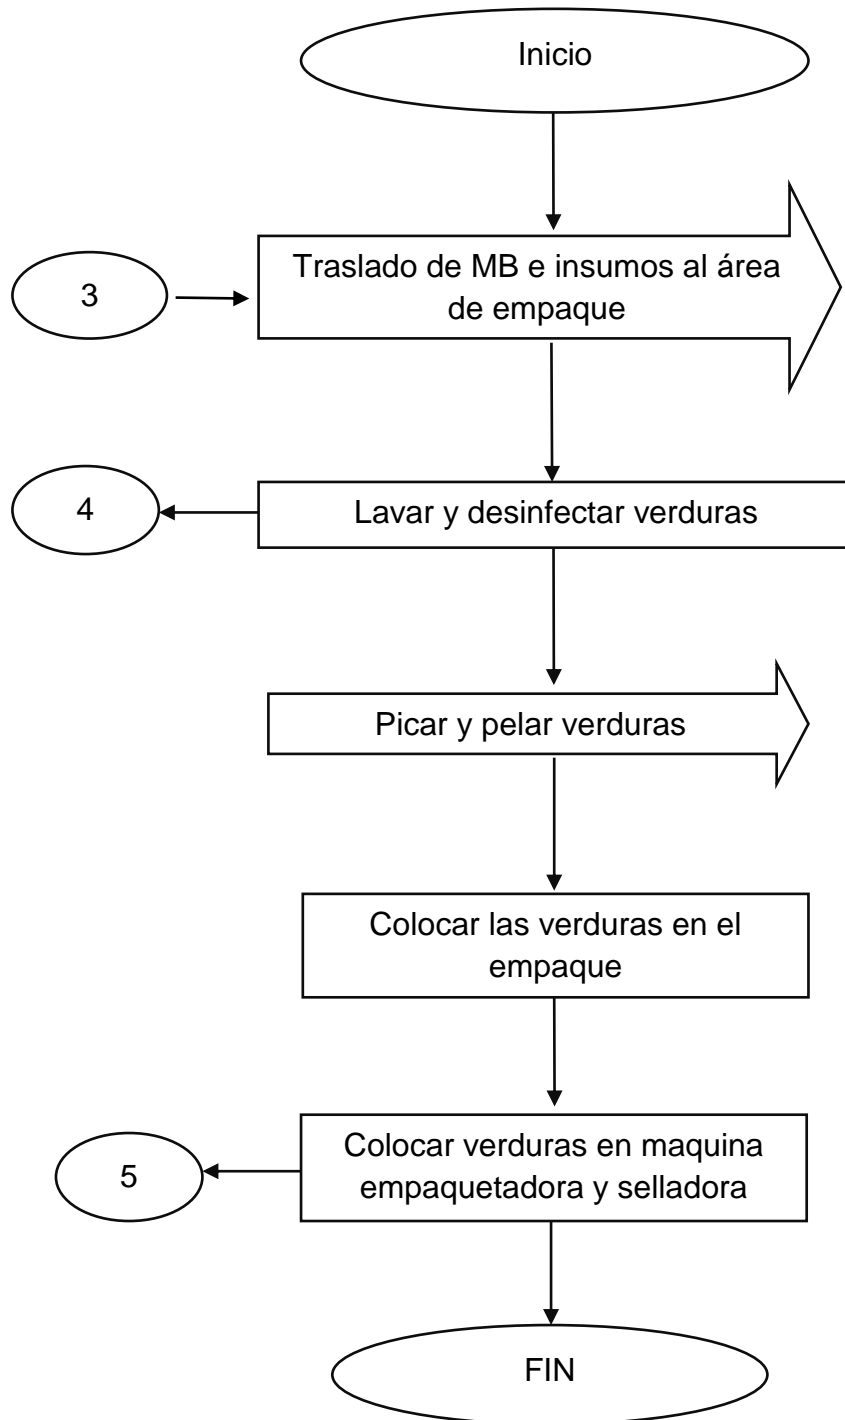 Inicio
Traslado de MB e insumos al área
de empaque
3
Lavar y desinfectar verduras
4
Picar y pelar verduras
Colocar las verduras en el
empaque
Colocar verduras en maquina
empaquetadora y selladora
5
FIN